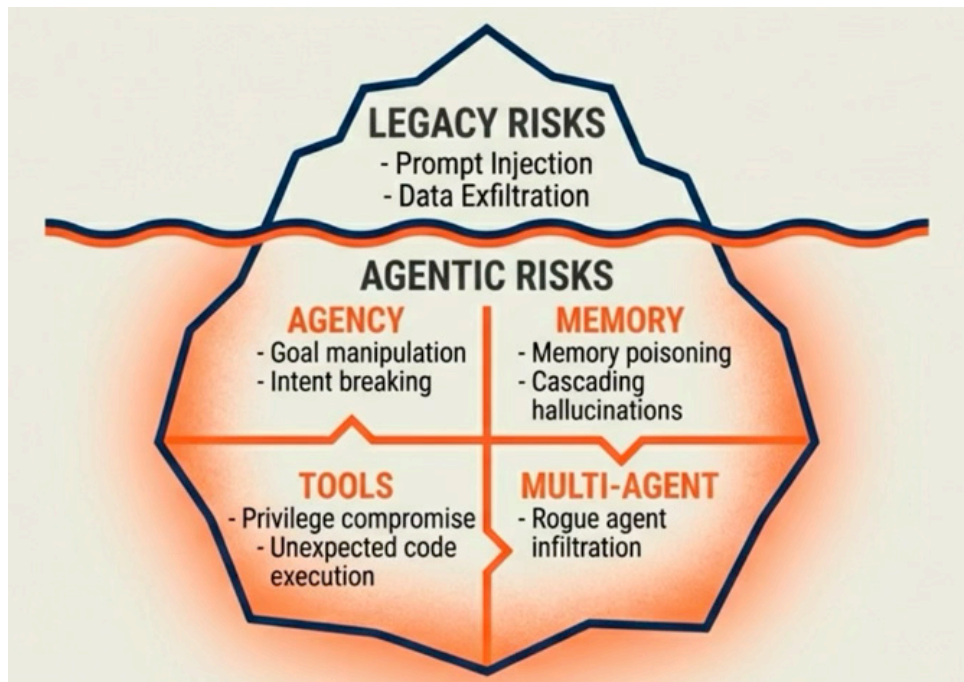 LEGACY RISKS
- Prompt Injection
- Data Exfiltration
AGENTIC RISKS
AGENCY
- Goal manipulation
- Intent breaking
MEMORY
- Memory poisoning
- Cascading
hallucinations
TOOLS
- Privilege compromise
- Unexpected code
execution
MULTI-AGENT
- Rogue agent
infiltration